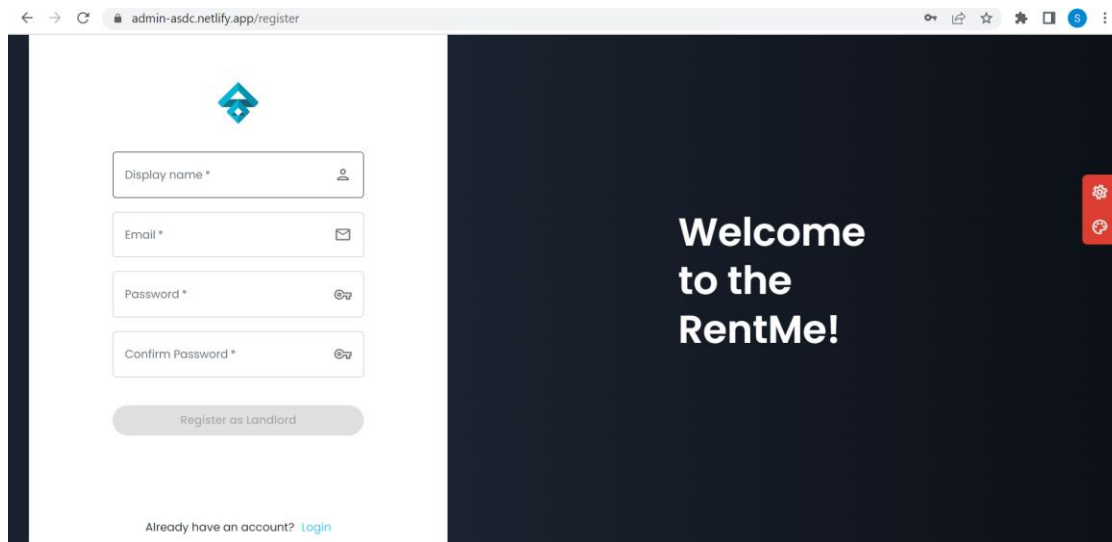 admin-asdc.netlify.app/register
S
Display name *
Email *
Password *
Confirm Password *
Register as Landlord
Already have an account? Login
Welcome
to the
RentMe!